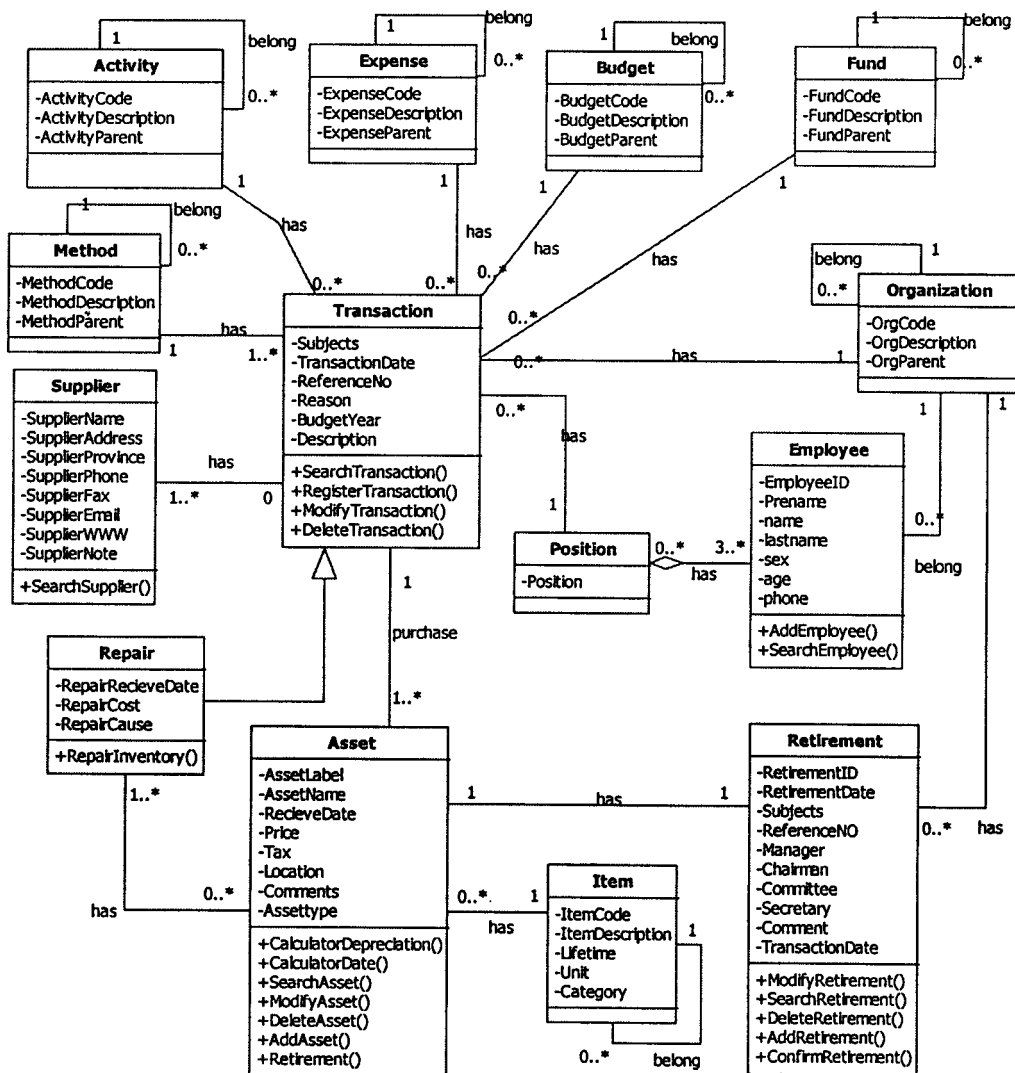 1
belong
Activity
0..*
-ActivityCode
-ActivityDescription
-ActivityParent
1
belong
Expense
0..*
-ExpenseCode
-ExpenseDescription
-ExpenseParent
1
belong
Budget
0..*
-BudgetCode
-BudgetDescription
-BudgetParent
1
belong
Fund
0..*
-FundCode
-FundDescription
-FundParent
1
has
0..*
1
has
0..*
1
has
0..*
1
has
0..*
1
belong
Method
0..*
-MethodCode
-MethodDescription
-MethodParent
has
1
1..*
belong
1
0..*
Organization
-OrgCode
-OrgDescription
-OrgParent
Transaction
-Subjects
-TransactionDate
-ReferenceNo
-Reason
-BudgetYear
-Description
+SearchTransaction()
+RegisterTransaction()
+ModifyTransaction()
+DeleteTransaction()
0..*
has
1
0..*
has
1
Supplier
-SupplierName
-SupplierAddress
-SupplierProvince
-SupplierPhone
-SupplierFax
-SupplierEmail
-SupplierWWW
-SupplierNote
+SearchSupplier()
has
1..*
0
1
1
Employee
-EmployeeID
-Prename
-name
-lastname
-sex
-age
-phone
+AddEmployee()
+SearchEmployee()
0..*
belong
Position
-Position
0..*
3..*
has
1
purchase
1..*
Repair
-RepairRecieveDate
-RepairCost
-RepairCause
+RepairInventory()
1..*
has
0..*
Asset
-AssetLabel
-AssetName
-RecieveDate
-Price
-Tax
-Location
-Comments
-Assettype
+CalculatorDepreciation()
+CalculatorDate()
+SearchAsset()
+ModifyAsset()
+DeleteAsset()
+AddAsset()
+Retirement()
1
has
1
Retirement
-RetirementID
-RetirementDate
-Subjects
-ReferenceNO
-Manager
-Chairman
-Committee
-Secretary
-Comment
-TransactionDate
+ModifyRetirement()
+SearchRetirement()
+DeleteRetirement()
+AddRetirement()
+ConfirmRetirement()
0..*
has
0..*
1
has
Item
-ItemCode
-ItemDescription
-Lifetime
-Unit
-Category
1
0..*
belong